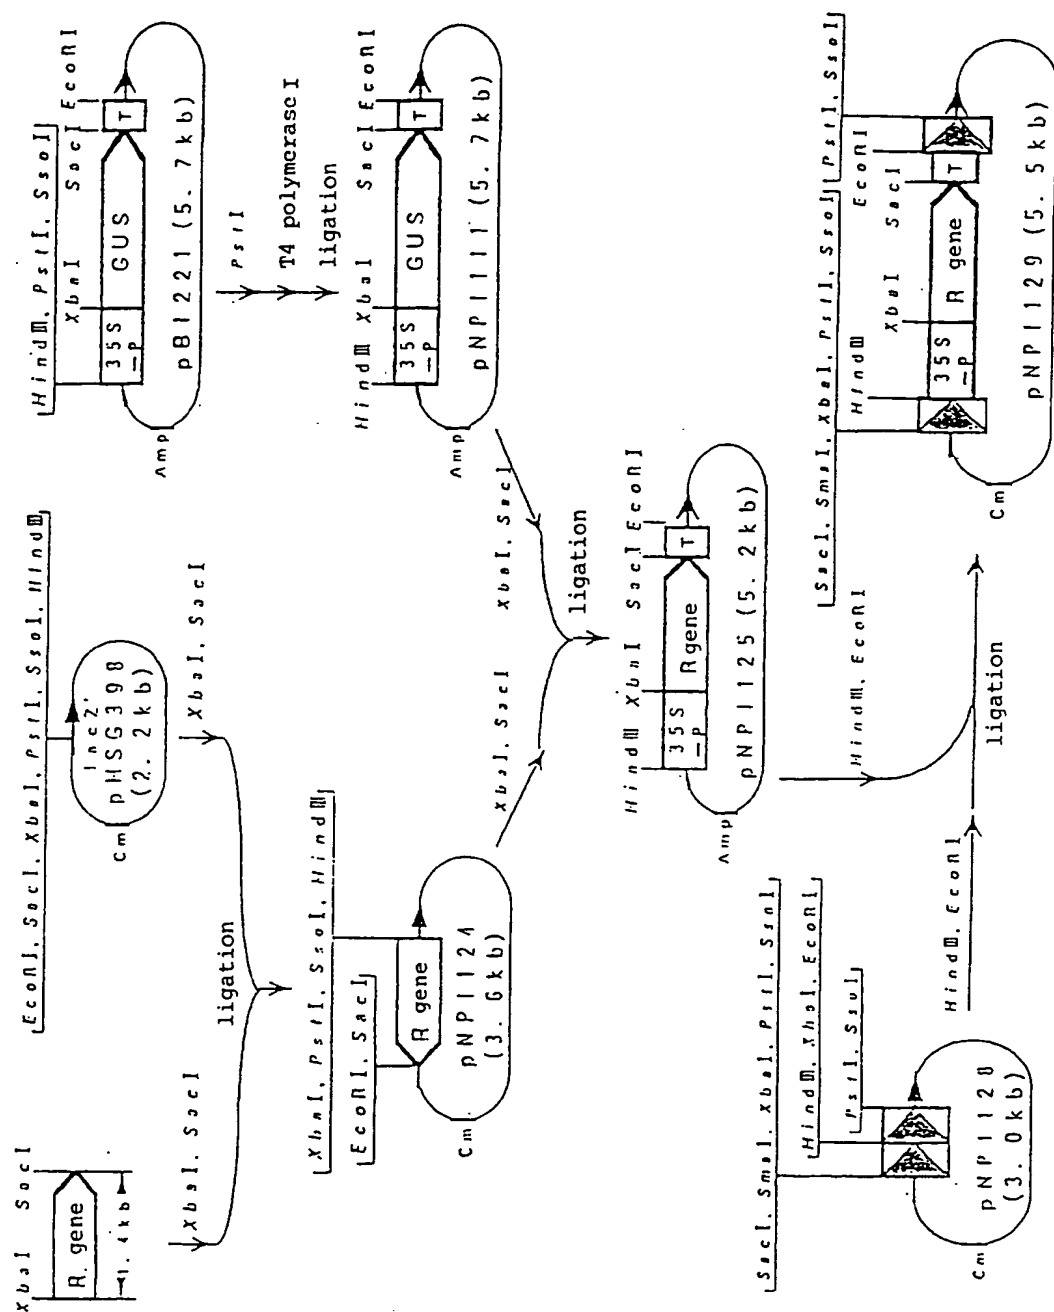 XbaI SacI
R. gene
1. 4kb
XbaI, SacI
EcoRI, SacI, XbaI, PstI, SsoI, HindⅢ
lacZ'
pHSG398
(2. 2kb)
Cm
XbaI, SacI
ligation
HindⅢ, PstI, SsoI
XbaI SacI EcoRI
35S
-P
GUS
T
pBI221 (5. 7kb)
Amp
PstI
T4 polymerase I
ligation
HindⅢ XbaI SacI EcoRI
35S
-P
GUS
T
pNPI111 (5. 7kb)
Amp
XbaI, PstI, SsoI, HindⅢ
EcoRI, SacI
R gene
pNPI124
(3. 6kb)
Cm
XbaI, SacI
XbaI, SacI
ligation
HindⅢ XbaI SacI EcoRI
35S
-P
R gene
T
pNPI125 (5. 2kb)
Amp
SacI, SmaI, XbaI, PstI, SsoI
HindⅢ, XhoI, EcoRI
PstI, SsoI
pNPI128
(3. 0kb)
Cm
HindⅢ, EcoRI
HindⅢ, EcoRI
ligation
SacI, SmaI, XbaI, PstI, SsoI
PstI, SsoI
HindⅢ
EcoRI
XbaI SacI
35S
-P
R gene
T
pNPI129 (5. 5kb)
Cm